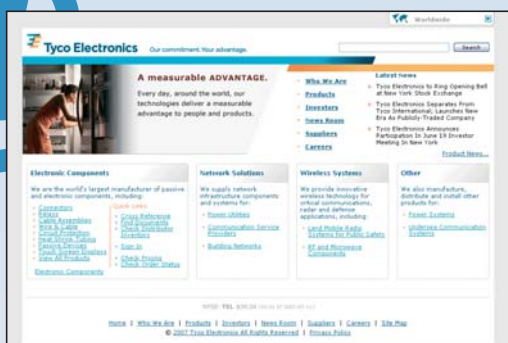 Worldwide
Tyco Electronics
Our commitment. Your advantage.
Search
A measurable ADVANTAGE.
Every day, around the world, our
technologies deliver a measurable
advantage to people and products.
Who We Are
Products
Investors
News Room
Suppliers
Careers
Latest News
Tyco Electronics to Ring Opening Bell
at New York Stock Exchange
Tyco Electronics Separates From
Tyco International, Launches New
Era As Publicly-Traded Company
Tyco Electronics Announces
Participation In June 19 Investor
Meeting In New York
Product News...
Electronic Components
We are the world's largest manufacturer of passive
and electronic components, including:
Connectors
Relays
Cable Assemblies
Wire & Cable
Circuit Protection
Heat Shrink Tubing
Passive Devices
Touch Screen Displays
View All Products
Quick Links
Cross Reference
Find Documents
Check Distributor
Inventory
Sign In
Check Pricing
Check Order Status
Electronic Components
Network Solutions
We supply network
infrastructure components
and systems for:
Power Utilities
Communication Service
Providers
Building Networks
Wireless Systems
We provide innovative
wireless technology for
critical communications,
radar and defense
applications, including:
Land Mobile Radio
Systems for Public Safety
RF and Microwave
Components
Other
We also manufacture,
distribute and install other
products for:
Power Systems
Undersea Communication
Systems
NYSE: TEL
Home | Who We Are | Products | Investors | News Room | Suppliers | Careers | Site Map
© 2007 Tyco Electronics All Rights Reserved | Privacy Policy